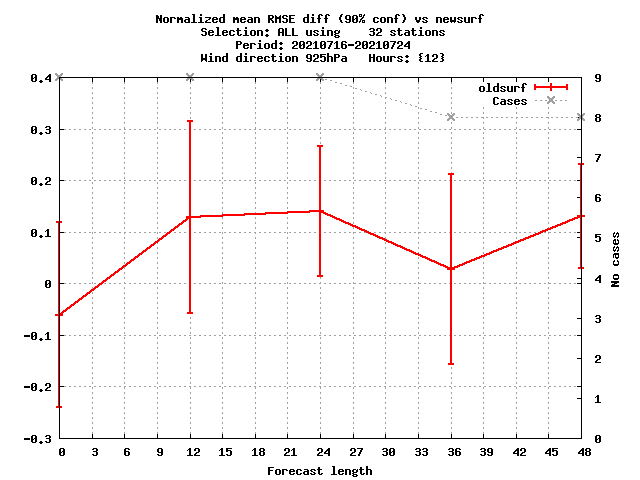 Normalized mean RMSE diff (90% conf) vs newsurf
Selection: ALL using    32 stations
Period: 20210716-20210724
Wind direction 925hPa   Hours: {12}
oldsurf
Cases
0.4
0.3
0.2
0.1
0
-0.1
-0.2
-0.3
9
8
7
6
5
4
3
2
1
0
No cases
0 3 6 9 12 15 18 21 24 27 30 33 36 39 42 45 48
Forecast length